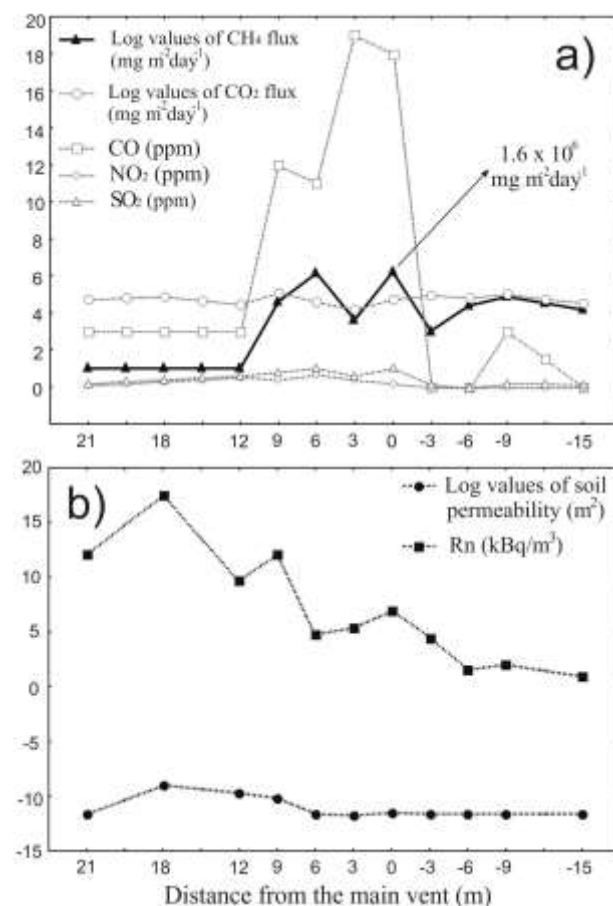 20
18
16
14
12
10
8
6
4
2
0
Log values of CH₄ flux
(mg m⁻²day⁻¹)
Log values of CO₂ flux
(mg m⁻²day⁻¹)
CO (ppm)
NO₂ (ppm)
SO₂ (ppm)
a)
1.6 x 10⁶
mg m⁻²day⁻¹
21 18 12 9 6 3 0 -3 -6 -9 -15
b)
20
15
10
5
0
-5
-10
-15
Log values of soil
permeability (m²)
Rn (kBq/m³)
21 18 12 9 6 3 0 -3 -6 -9 -15
Distance from the main vent (m)